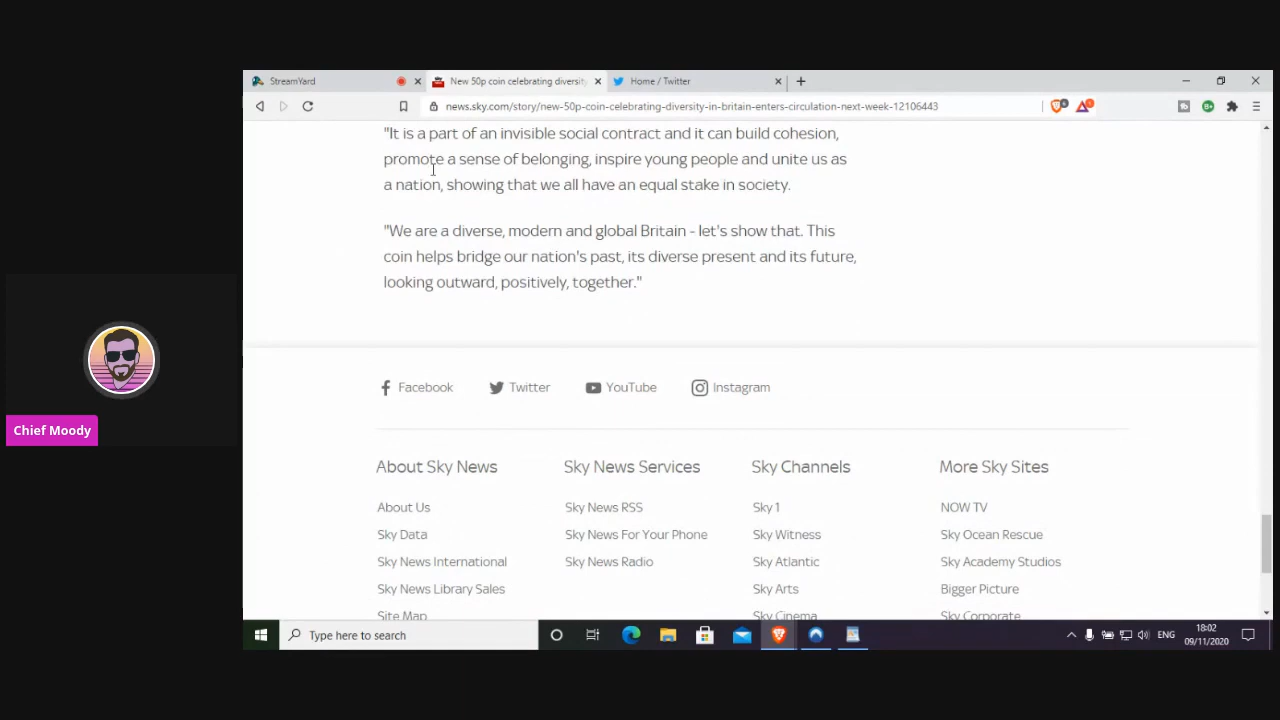 StreamYard
New 50p coin celebrating diversity
Home / Twitter
news.sky.com/story/new-50p-coin-celebrating-diversity-in-britain-enters-circulation-next-week-12106443
"It is a part of an invisible social contract and it can build cohesion,
promote a sense of belonging, inspire young people and unite us as
a nation, showing that we all have an equal stake in society.
"We are a diverse, modern and global Britain - let's show that. This
coin helps bridge our nation's past, its diverse present and its future,
looking outward, positively, together."
Facebook
Twitter
YouTube
Instagram
Chief Moody
About Sky News
Sky News Services
Sky Channels
More Sky Sites
About Us
Sky News RSS
Sky 1
NOW TV
Sky Data
Sky News For Your Phone
Sky Witness
Sky Ocean Rescue
Sky News International
Sky News Radio
Sky Atlantic
Sky Academy Studios
Sky News Library Sales
Sky Arts
Bigger Picture
Site Map
Sky Cinema
Sky Corporate
Type here to search
ENG
18:02
09/11/2020